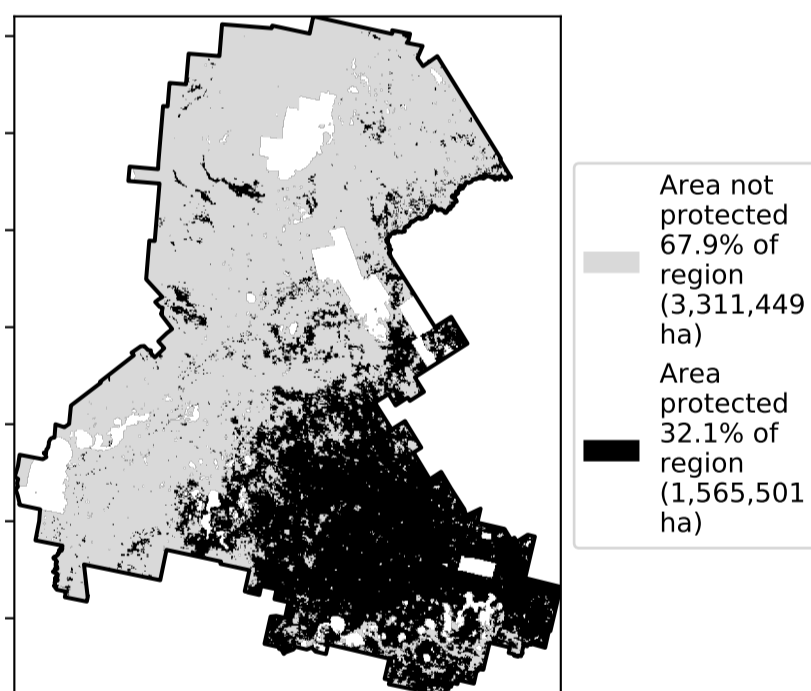 Area not
protected
67.9% of
region
(3,311,449
ha)
Area
protected
32.1% of
region
(1,565,501
ha)